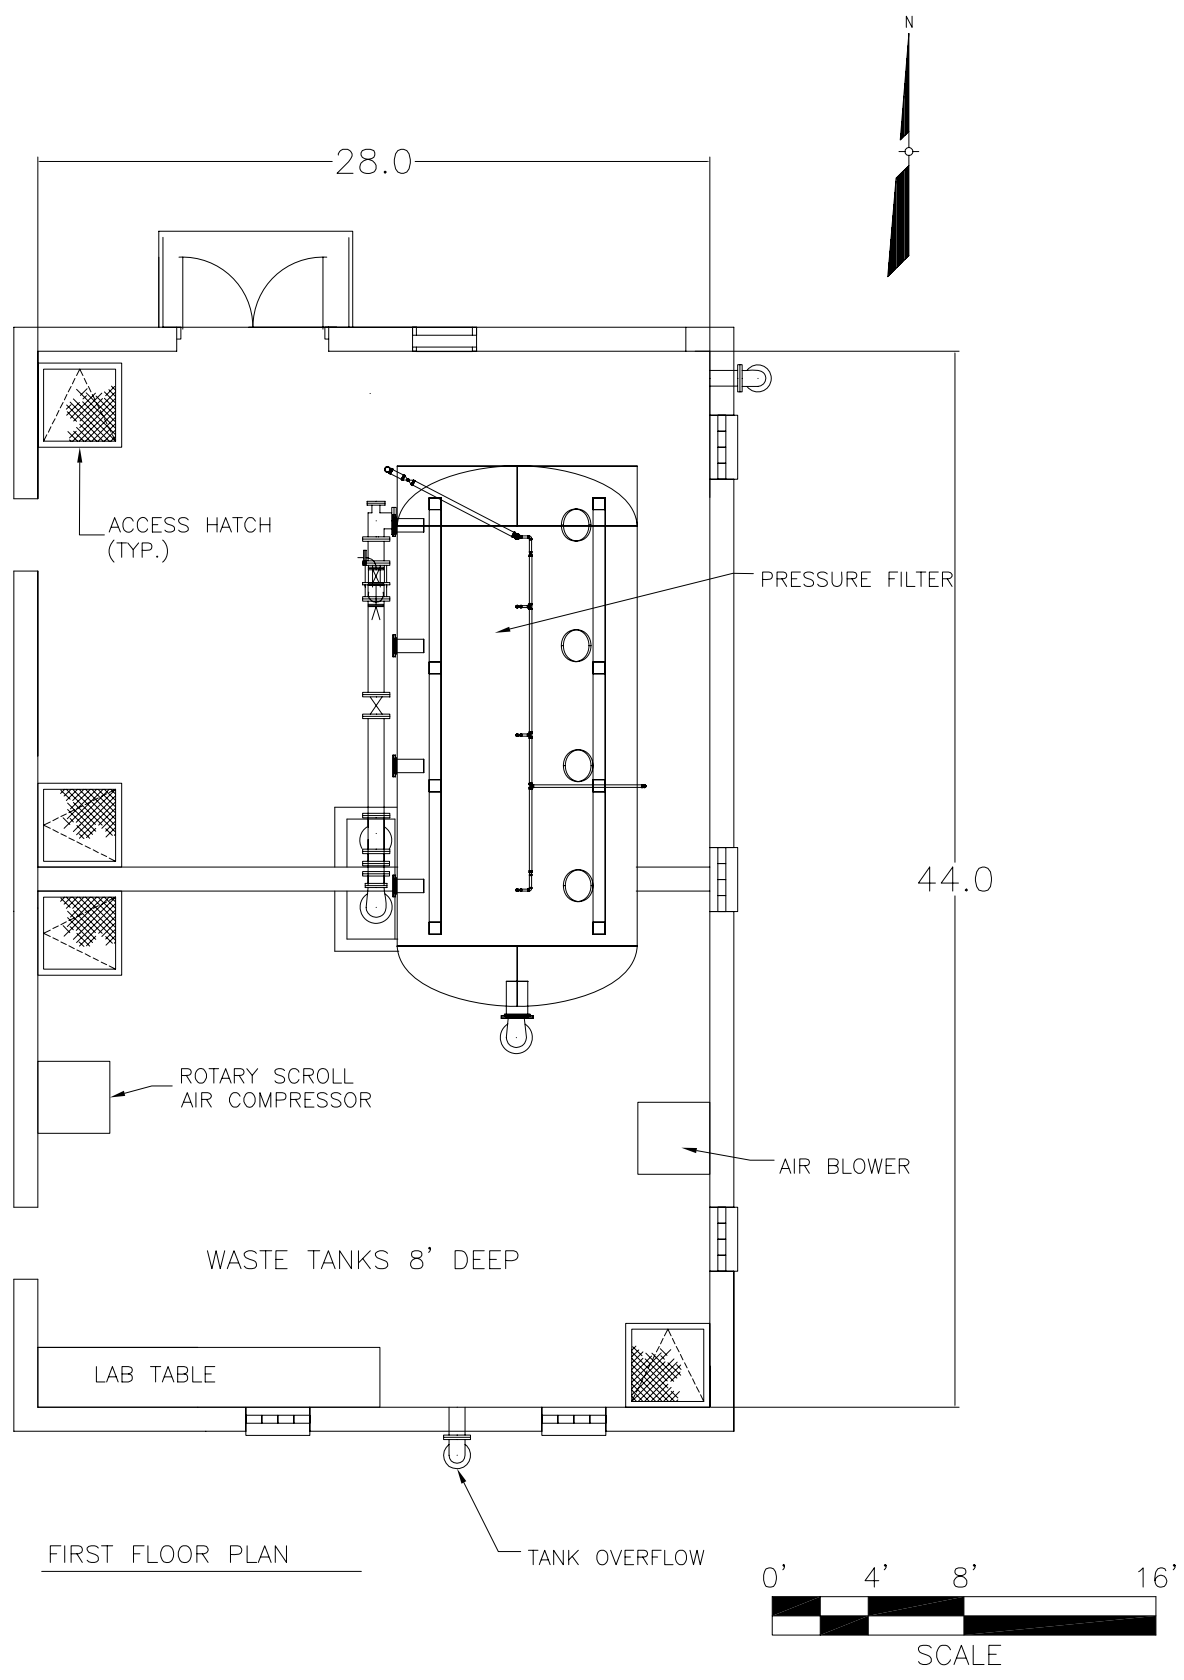 N
28.0
ACCESS HATCH
(TYP.)
PRESSURE FILTER
44.0
ROTARY SCROLL
AIR COMPRESSOR
AIR BLOWER
WASTE TANKS 8' DEEP
LAB TABLE
FIRST FLOOR PLAN
TANK OVERFLOW
0' 4' 8' 16'
SCALE